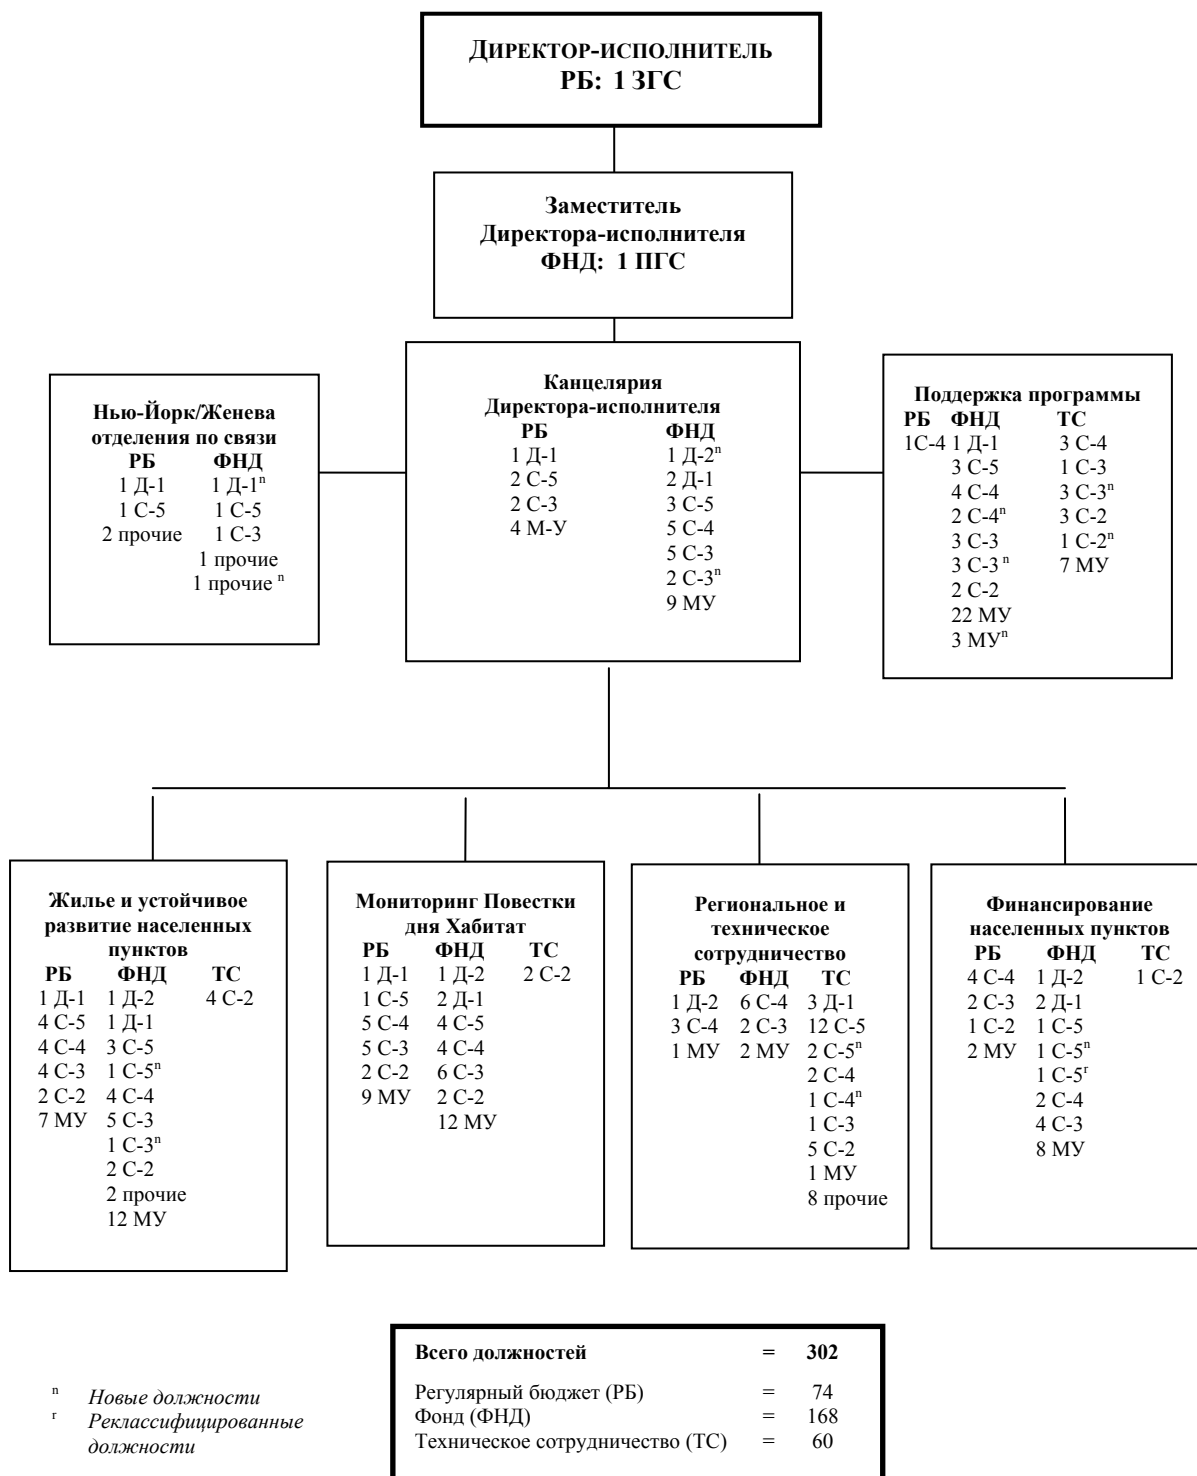 ДИРЕКТОР-ИСПОЛНИТЕЛЬ
РБ: 1 ЗГС
Заместитель
Директора-исполнителя
ФНД: 1 ПГС
Нью-Йорк/Женева
отделения по связи
РБ ФНД
1 Д-1 1 Д-1ⁿ
1 С-5 1 С-5
2 прочие 1 С-3
1 прочие
1 прочие ⁿ
Канцелярия
Директора-исполнителя
РБ ФНД
1 Д-1 1 Д-2ⁿ
2 С-5 2 Д-1
2 С-3 3 С-5
4 М-У 5 С-4
5 С-3
2 С-3ⁿ
9 МУ
Поддержка программы
РБ ФНД ТС
1С-4 1 Д-1 3 С-4
3 С-5 1 С-3
4 С-4 3 С-3ⁿ
2 С-4ⁿ 3 С-2
3 С-3 1 С-2ⁿ
3 С-3 ⁿ 7 МУ
2 С-2
22 МУ
3 МУⁿ
Жилье и устойчивое
развитие населенных
пунктов
РБ ФНД ТС
1 Д-1 1 Д-2 4 С-2
4 С-5 1 Д-1
4 С-4 3 С-5
4 С-3 1 С-5ⁿ
2 С-2 4 С-4
7 МУ 5 С-3
1 С-3ⁿ
2 С-2
2 прочие
12 МУ
Мониторинг Повестки
дня Хабитат
РБ ФНД ТС
1 Д-1 1 Д-2 2 С-2
1 С-5 2 Д-1
5 С-4 4 С-5
5 С-3 4 С-4
2 С-2 6 С-3
9 МУ 2 С-2
12 МУ
Региональное и
техническое
сотрудничество
РБ ФНД ТС
1 Д-2 6 С-4 3 Д-1
3 С-4 2 С-3 12 С-5
1 МУ 2 МУ 2 С-5ⁿ
2 С-4
1 С-4ⁿ
1 С-3
5 С-2
1 МУ
8 прочие
Финансирование
населенных пунктов
РБ ФНД ТС
4 С-4 1 Д-2 1 С-2
2 С-3 2 Д-1
1 С-2 1 С-5
2 МУ 1 С-5ⁿ
1 С-5ʳ
2 С-4
4 С-3
8 МУ
ⁿ Новые должности
ʳ Реклассифицированные
должности
Всего должностей = 302
Регулярный бюджет (РБ) = 74
Фонд (ФНД) = 168
Техническое сотрудничество (ТС) = 60